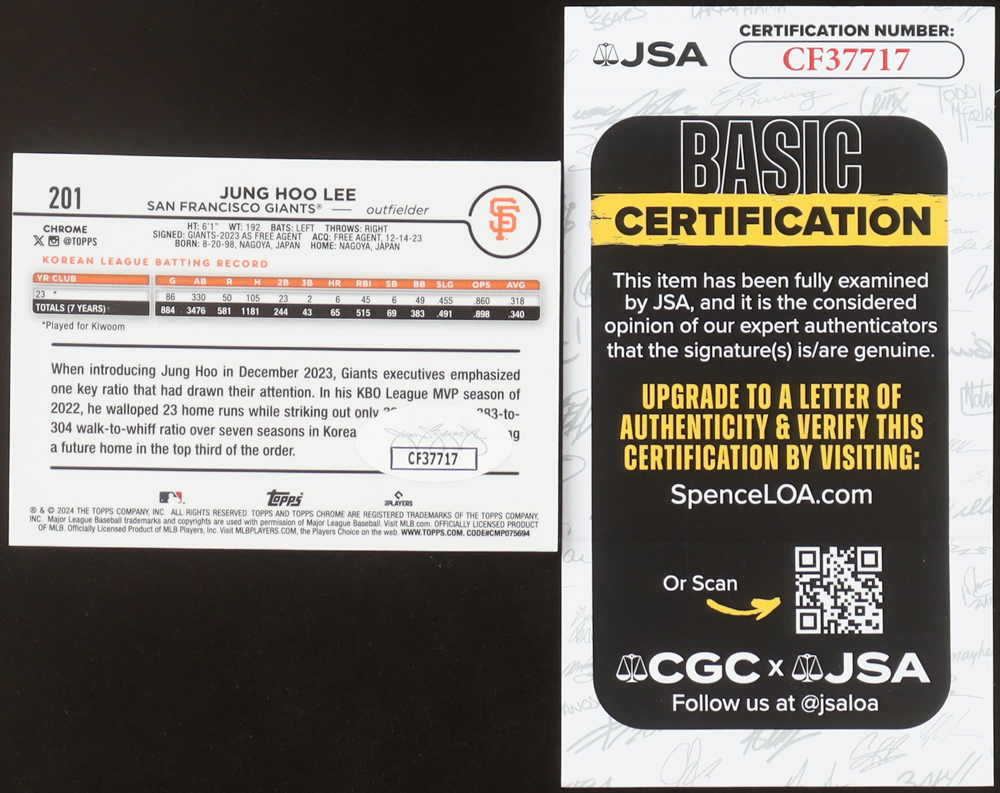 201
JUNG HOO LEE
SAN FRANCISCO GIANTS® — outfielder
SF
CHROME
X @TOPPS
HT: 6'1" WT: 192 BATS: LEFT THROWS: RIGHT
SIGNED: GIANTS-2023 AS FREE AGENT ACQ: FREE AGENT, 12-14-23
BORN: 8-20-98, NAGOYA, JAPAN HOME: NAGOYA, JAPAN
KOREAN LEAGUE BATTING RECORD
YR CLUB G AB R H 2B 3B HR RBI SB BB SLG OPS AVG
23 * 86 330 50 105 23 2 6 45 6 49 .455 .860 .318
TOTALS (7 YEARS) 884 3476 581 1181 244 43 65 515 69 383 .491 .898 .340
*Played for Kiwoom
When introducing Jung Hoo in December 2023, Giants executives emphasized
one key ratio that had drawn their attention. In his KBO League MVP season of
2022, he walloped 23 home runs while striking out only 383-to-
304 walk-to-whiff ratio over seven seasons in Korea
a future home in the top third of the order.
JSA
CF37717
Topps
PLAYERS
® & © 2024 THE TOPPS COMPANY, INC. ALL RIGHTS RESERVED. TOPPS AND TOPPS CHROME ARE REGISTERED TRADEMARKS OF THE TOPPS COMPANY,
INC. Major League Baseball trademarks and copyrights are used with permission of Major League Baseball. Visit MLB.com. OFFICIALLY LICENSED PRODUCT
OF MLB. Officially Licensed Product of MLB Players, Inc. Visit MLBPLAYERS.COM, the Players Choice on the web. WWW.TOPPS.COM. CODE#CMP075694
JSA
CERTIFICATION NUMBER:
CF37717
BASIC
CERTIFICATION
This item has been fully examined
by JSA, and it is the considered
opinion of our expert authenticators
that the signature(s) is/are genuine.
UPGRADE TO A LETTER OF
AUTHENTICITY & VERIFY THIS
CERTIFICATION BY VISITING:
SpenceLOA.com
Or Scan
CGC x JSA
Follow us at @jsaloa